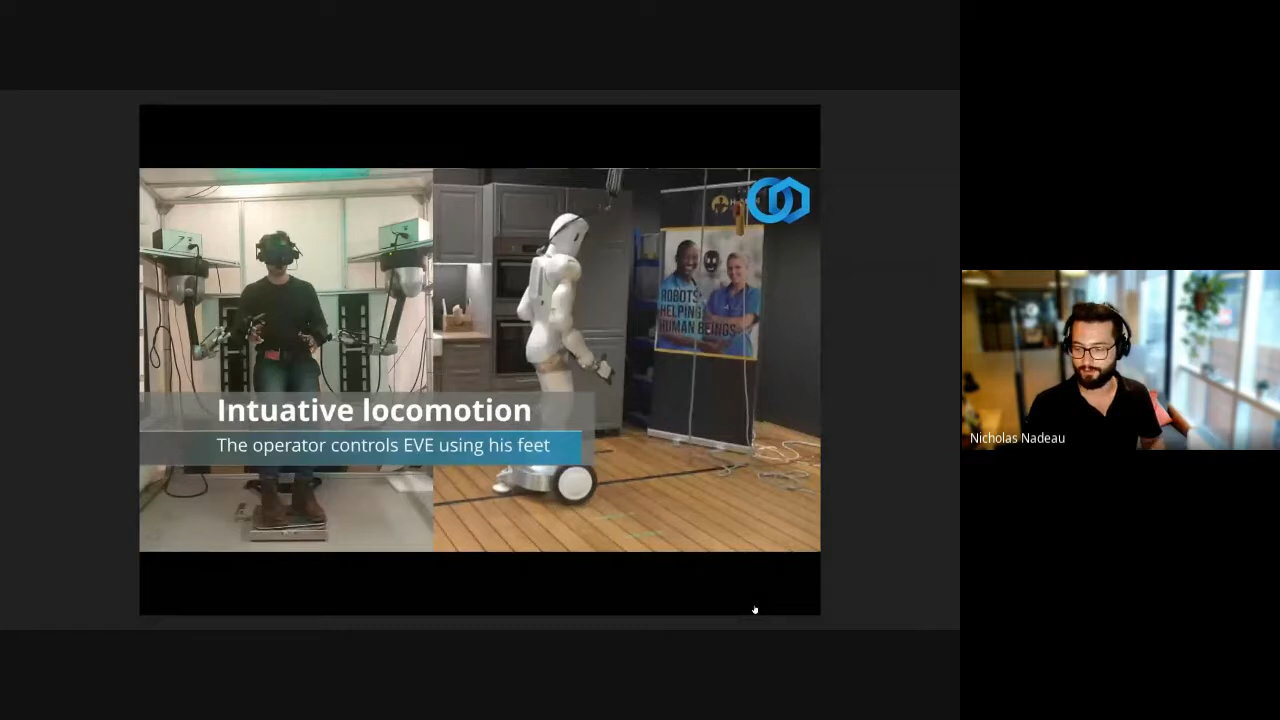 ROBOTS
HELPING
HUMAN BEINGS
Intuative locomotion
The operator controls EVE using his feet
Nicholas Nadeau